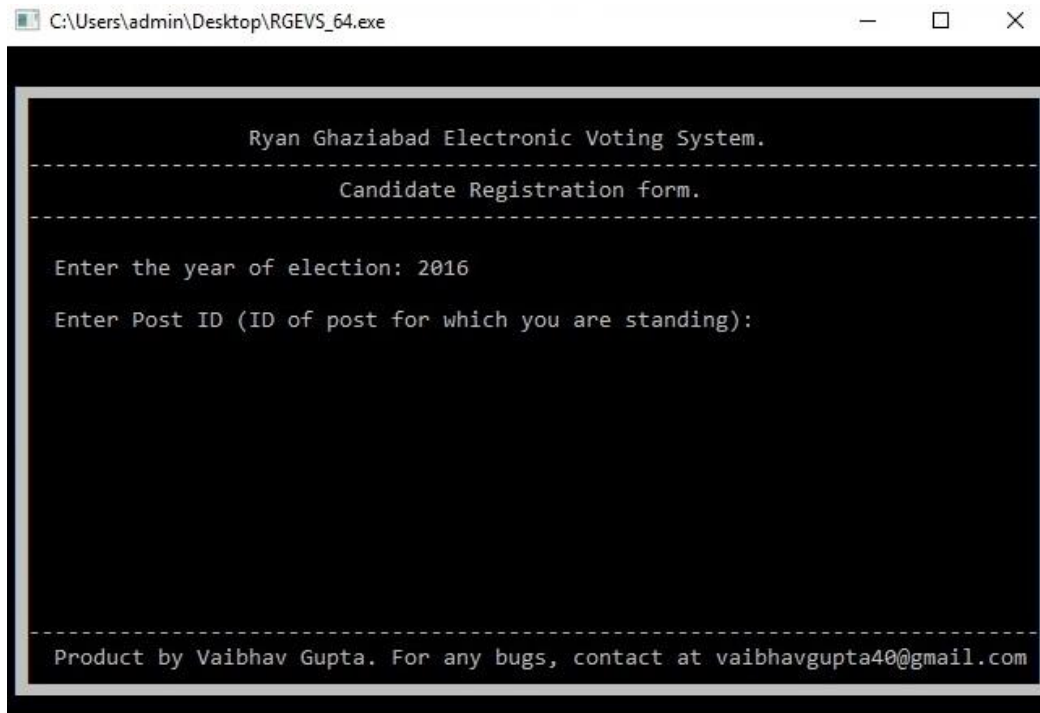 C:\Users\admin\Desktop\RGEVS_64.exe
Ryan Ghaziabad Electronic Voting System.
Candidate Registration form.
Enter the year of election: 2016
Enter Post ID (ID of post for which you are standing):
Product by Vaibhav Gupta. For any bugs, contact at vaibhavgupta40@gmail.com